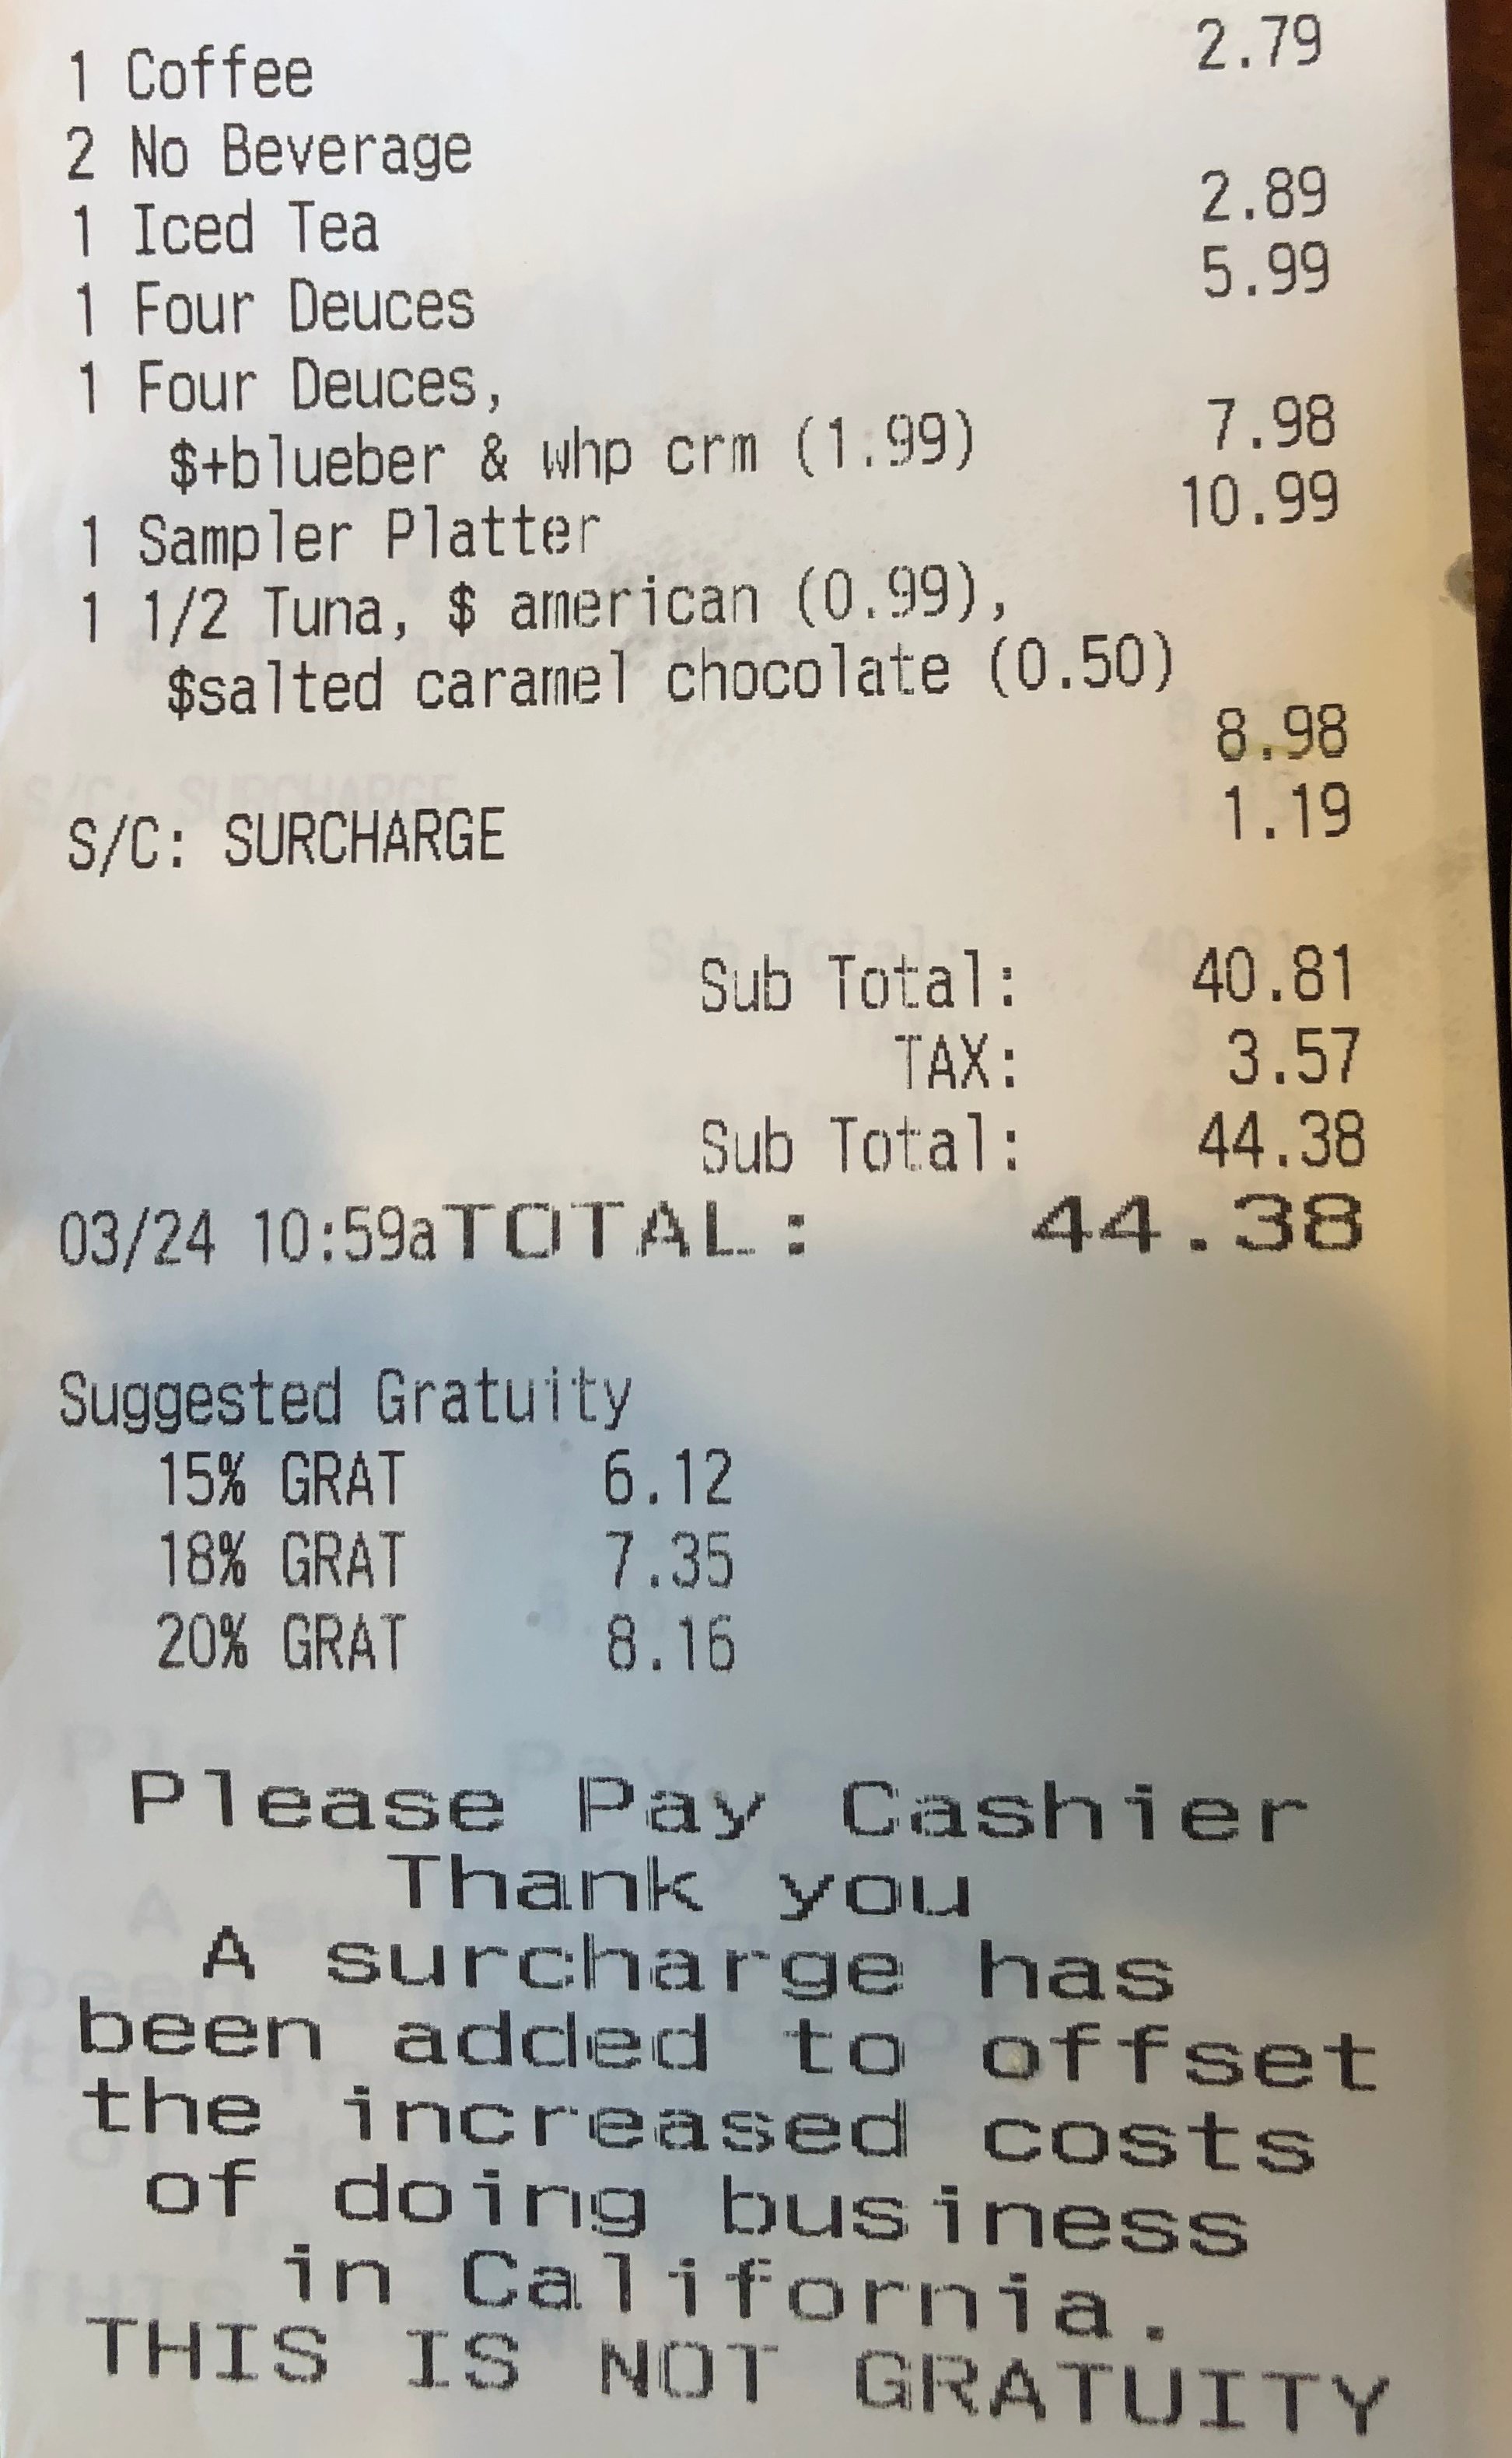 1 Coffee 2.79
2 No Beverage
1 Iced Tea 2.89
1 Four Deuces 5.99
1 Four Deuces,
$+blueber & whp crm (1.99) 7.98
1 Sampler Platter 10.99
1 1/2 Tuna, $ american (0.99),
$salted caramel chocolate (0.50)
8.98
S/C: SURCHARGE 1.19
Sub Total: 40.81
TAX: 3.57
Sub Total: 44.38
03/24 10:59aTOTAL: 44.38
Suggested Gratuity
15% GRAT 6.12
18% GRAT 7.35
20% GRAT 8.16
Please Pay Cashier
Thank you
A surcharge has
been added to offset
the increased costs
of doing business
in California.
THIS IS NOT GRATUITY